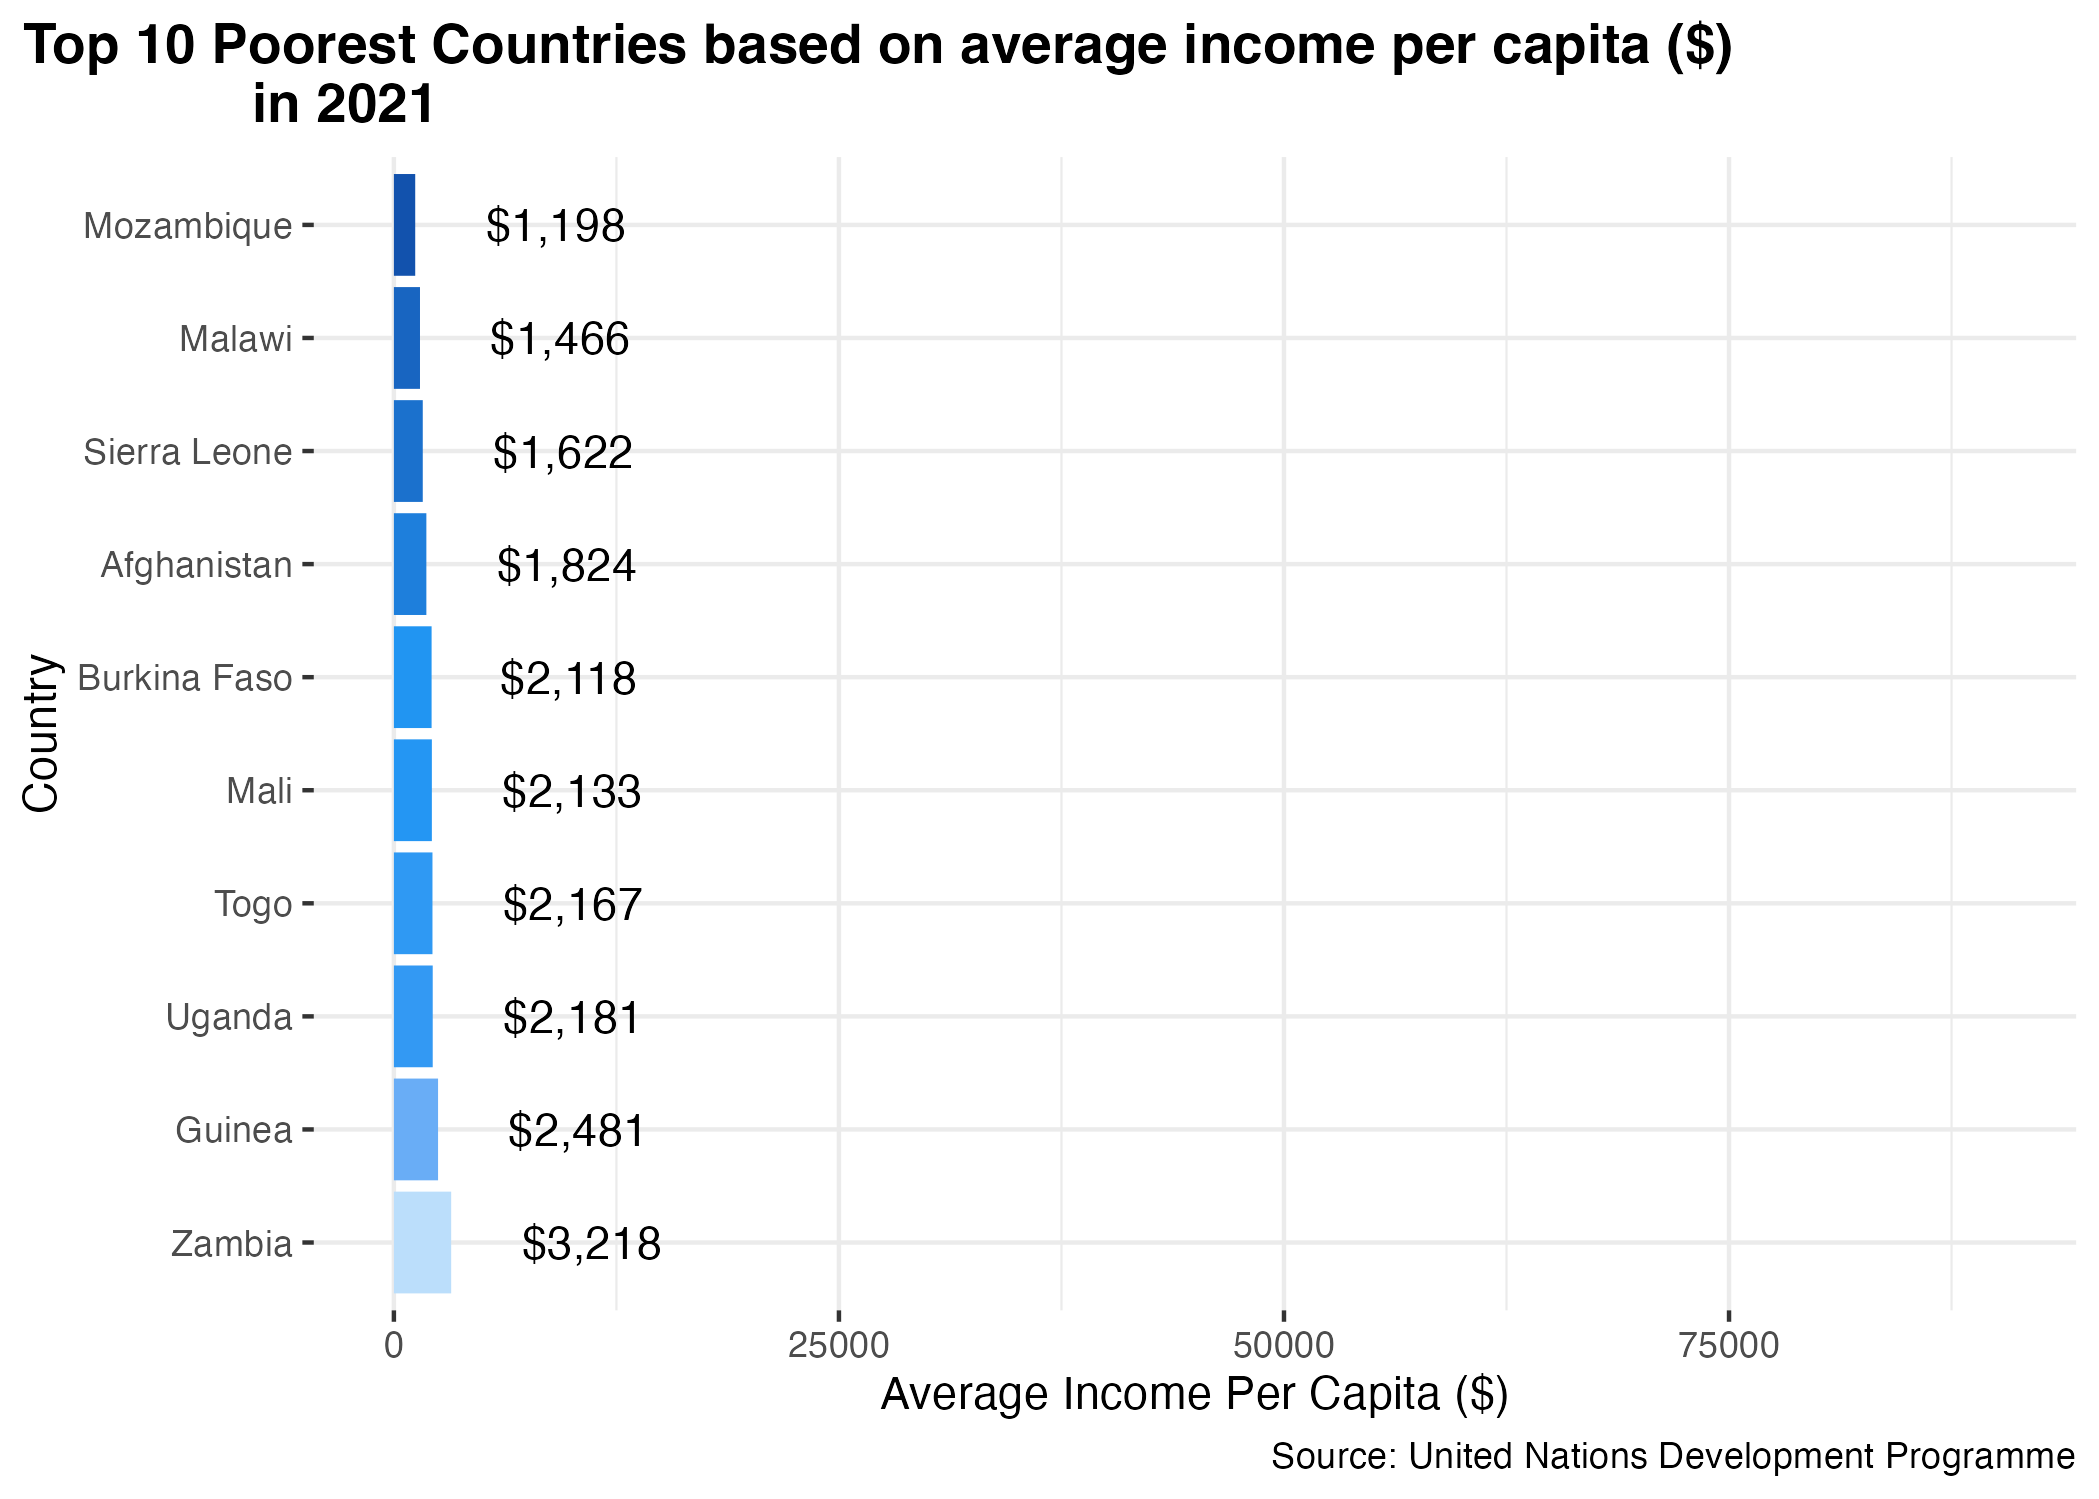 Top 10 Poorest Countries based on average income per capita ($)
in 2021
Country
Mozambique $1,198
Malawi $1,466
Sierra Leone $1,622
Afghanistan $1,824
Burkina Faso $2,118
Mali $2,133
Togo $2,167
Uganda $2,181
Guinea $2,481
Zambia $3,218
0 25000 50000 75000
Average Income Per Capita ($)
Source: United Nations Development Programme